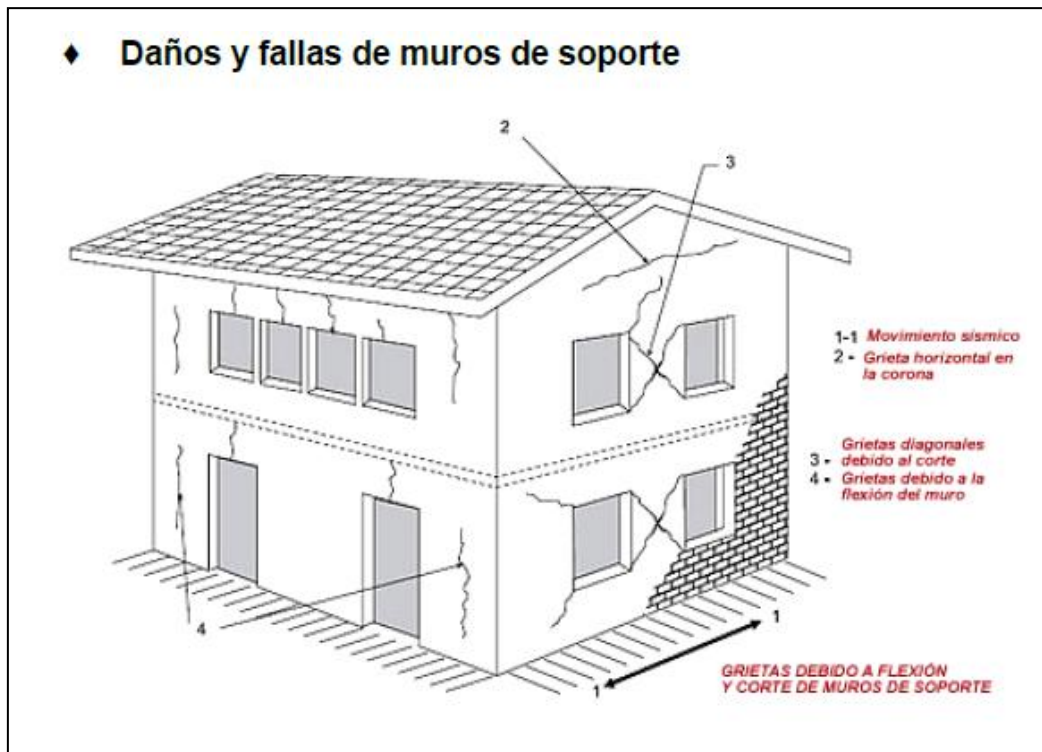 ♦ Daños y fallas de muros de soporte
2
3
1-1 Movimiento sísmico
2 - Grieta horizontal en
la corona
Grietas diagonales
3 - debido al corte
4 - Grietas debido a la
flexión del muro
4
1
1
GRIETAS DEBIDO A FLEXIÓN
Y CORTE DE MUROS DE SOPORTE